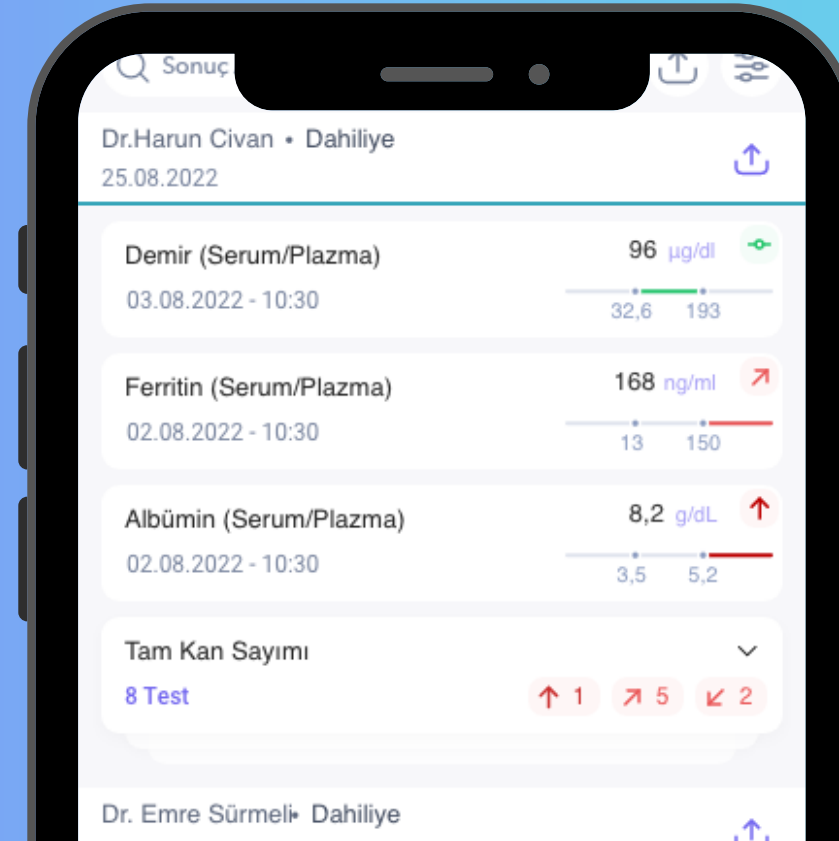 Sonuç
Dr.Harun Civan • Dahiliye
25.08.2022
Demir (Serum/Plazma)
96 µg/dl
03.08.2022 - 10:30
32,6 193
Ferritin (Serum/Plazma)
168 ng/ml
02.08.2022 - 10:30
13 150
Albümin (Serum/Plazma)
8,2 g/dL
02.08.2022 - 10:30
3,5 5,2
Tam Kan Sayımı
8 Test
1 5 2
Dr. Emre Sürmeli• Dahiliye